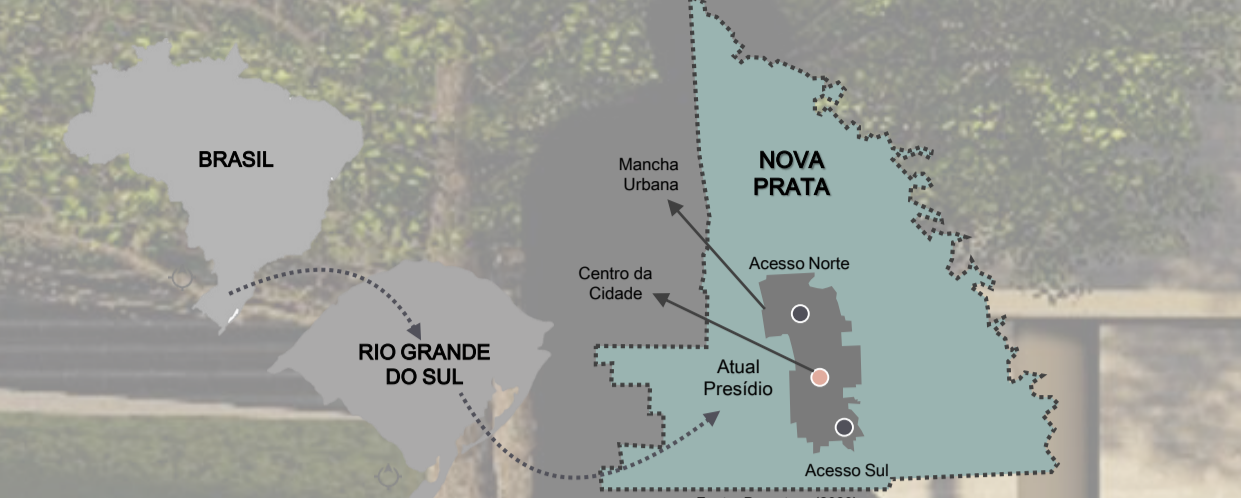 BRASIL
RIO GRANDE
DO SUL
Mancha
Urbana
NOVA
PRATA
Centro da
Cidade
Acesso Norte
Atual
Presídio
Acesso Sul